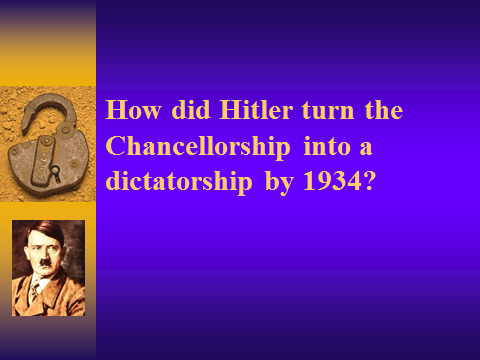 How did Hitler turn the
Chancellorship into a
dictatorship by 1934?